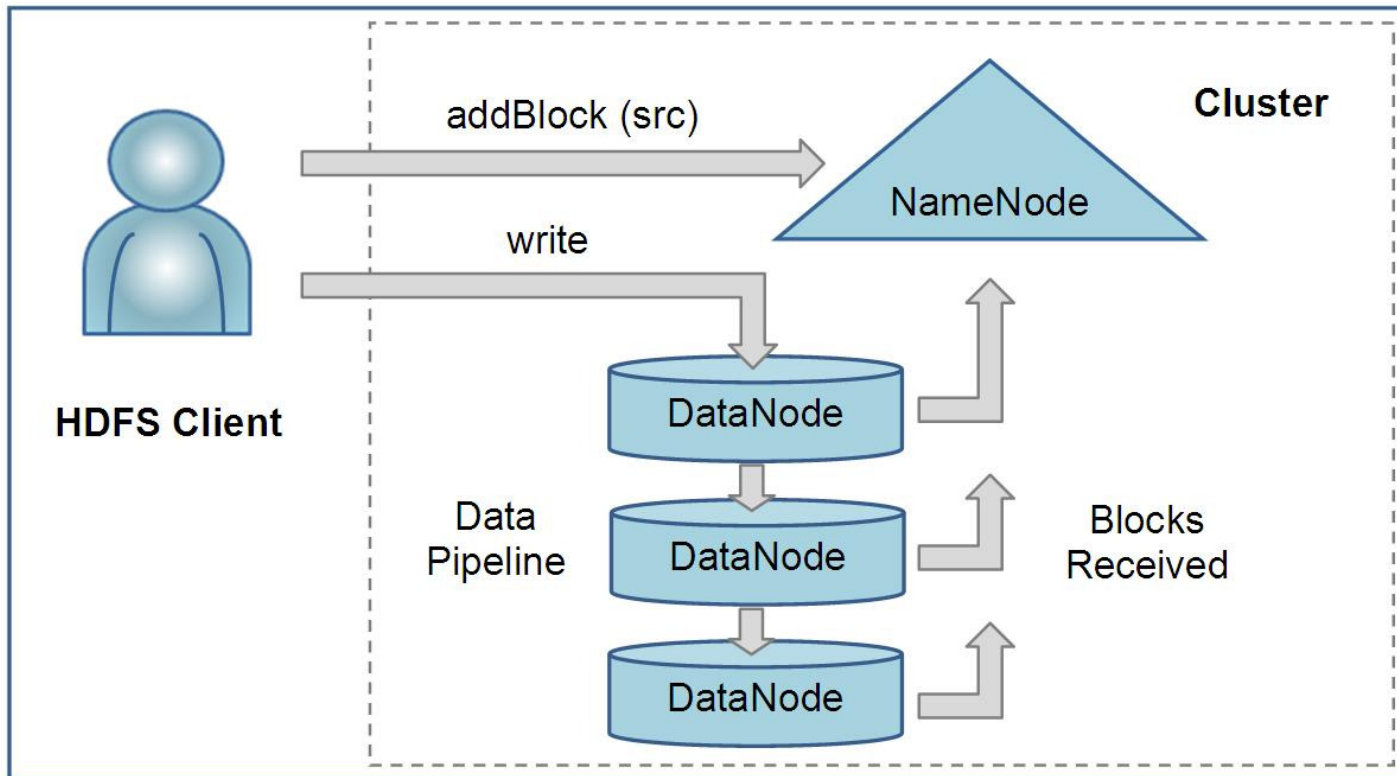 addBlock (src)
Cluster
NameNode
write
HDFS Client
DataNode
Data
Pipeline
DataNode
Blocks
Received
DataNode